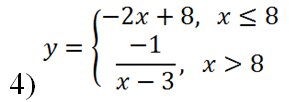 4) y = { −2x + 8, x ≤ 8
−1/(x − 3), x > 8